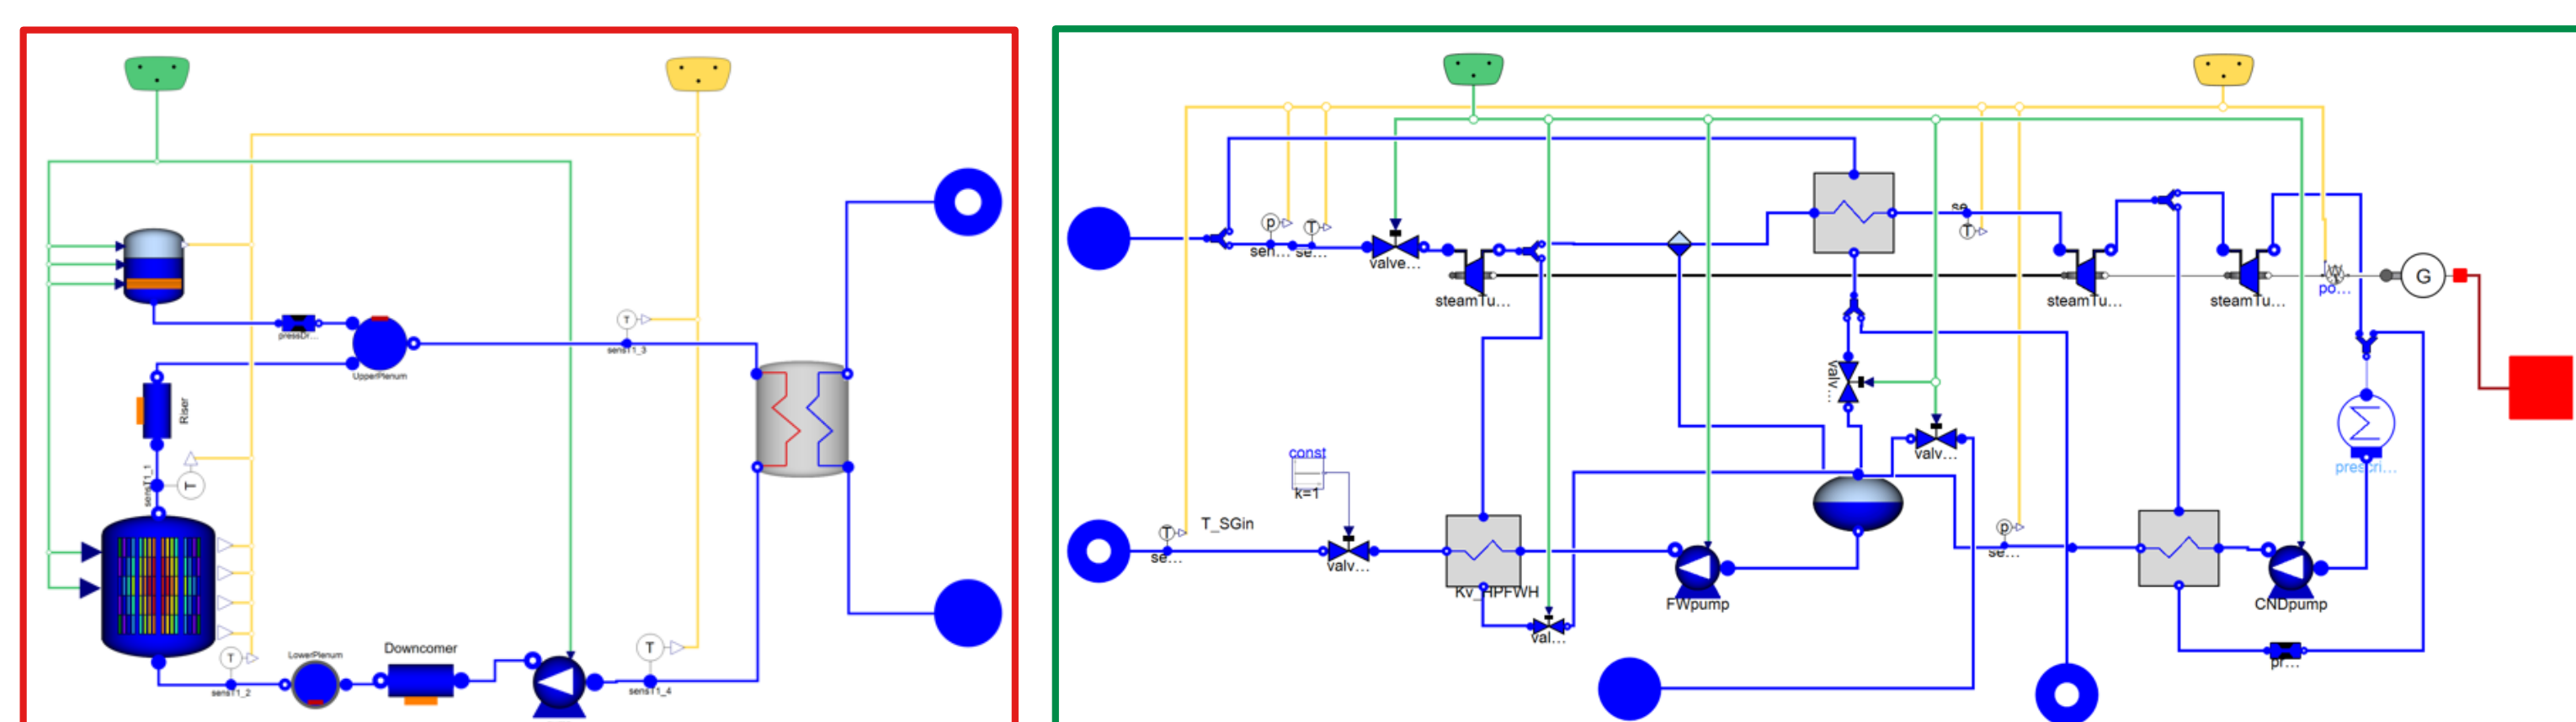 pressDr...
UpperPlenum
Riser
sensT1_1
T
T
sensT1_3
T
sensT1_2
LowerPlenum
Downcomer
T
sensT1_4
p
sen...
T
se...
valve...
steamTu...
se...
T
steamTu...
steamTu...
W
po...
G
valv...
valv...
const
k=1
prescri...
T
se...
T_SGin
valv...
Kv_HPFWH
val...
FWpump
p
se...
CNDpump
pr...